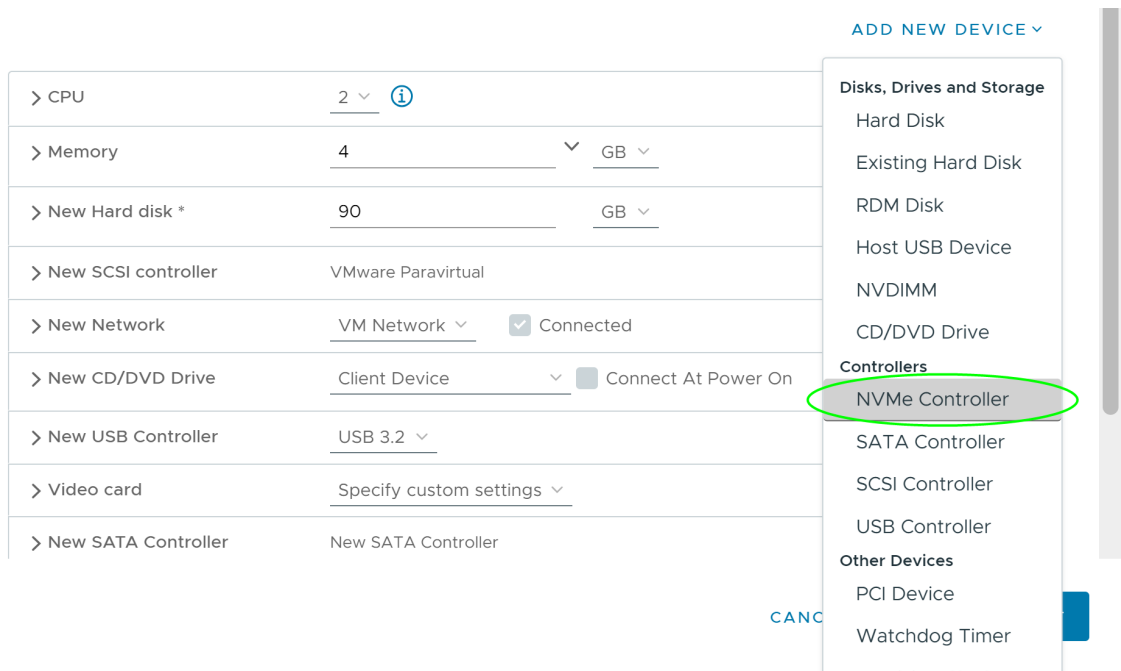 ADD NEW DEVICE
CPU 2
Memory 4 GB
New Hard disk * 90 GB
New SCSI controller VMware Paravirtual
New Network VM Network Connected
New CD/DVD Drive Client Device Connect At Power On
New USB Controller USB 3.2
Video card Specify custom settings
New SATA Controller New SATA Controller
Disks, Drives and Storage
Hard Disk
Existing Hard Disk
RDM Disk
Host USB Device
NVDIMM
CD/DVD Drive
Controllers
NVMe Controller
SATA Controller
SCSI Controller
USB Controller
Other Devices
PCI Device
Watchdog Timer
CANC